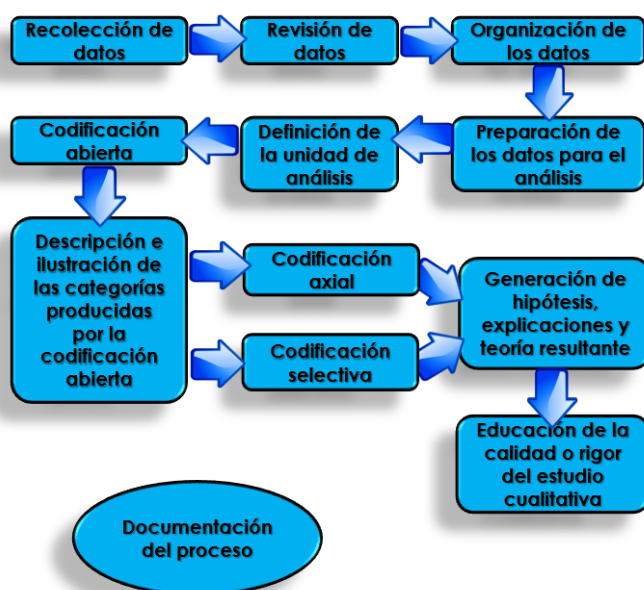 Recolección de
datos
Revisión de
datos
Organización de
los datos
Preparación de
los datos para el
análisis
Definición de
la unidad de
análisis
Codificación
abierta
Descripción e
ilustración de
las categorías
producidas
por la
codificación
abierta
Codificación
axial
Codificación
selectiva
Generación de
hipótesis,
explicaciones y
teoría resultante
Educación de la
calidad o rigor
del estudio
cualitativa
Documentación
del proceso